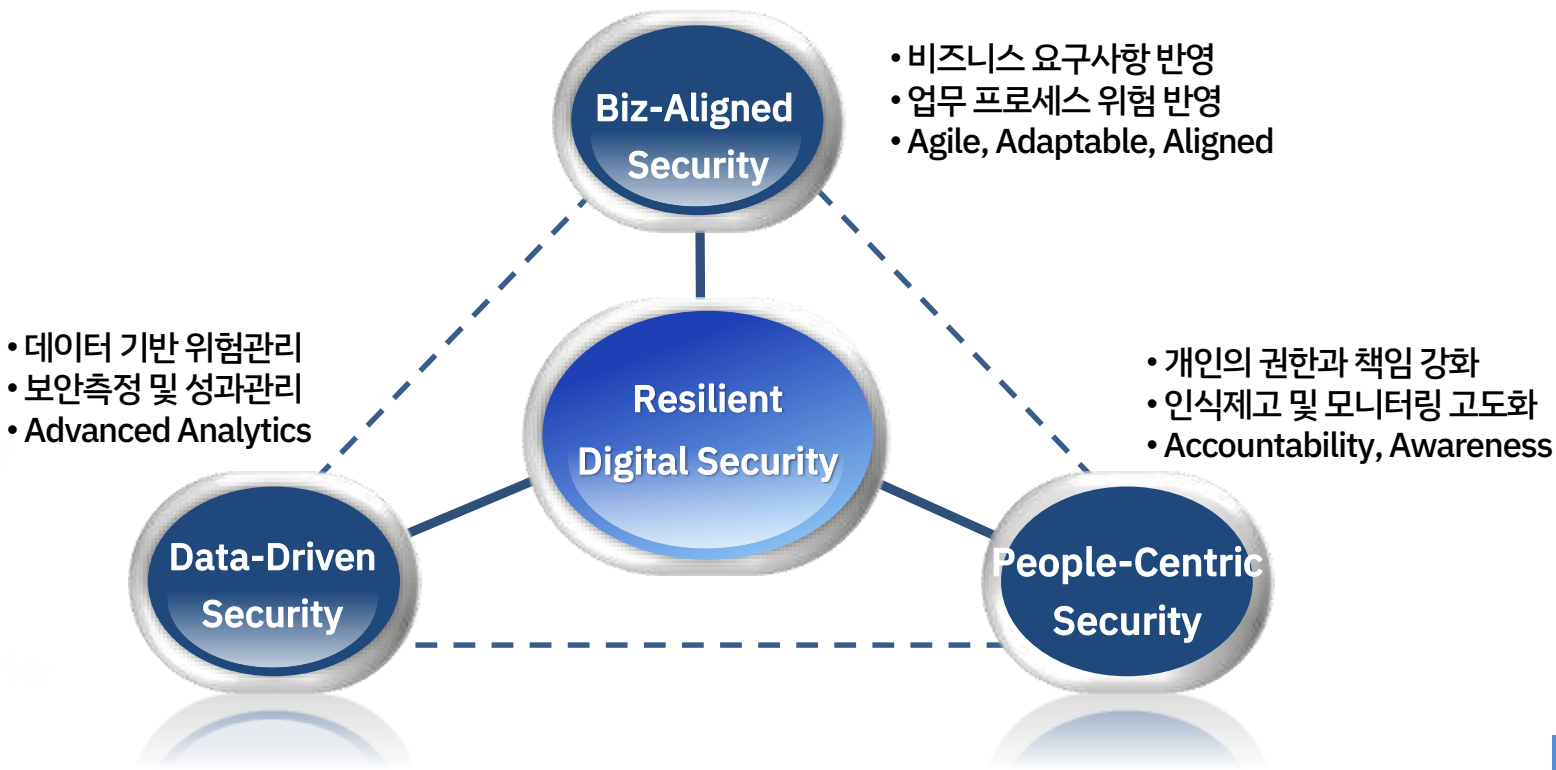 Biz-Aligned
Security
• 비즈니스 요구사항 반영
• 업무 프로세스 위험 반영
• Agile, Adaptable, Aligned
• 데이터 기반 위험관리
• 보안측정 및 성과관리
• Advanced Analytics
Resilient
Digital Security
• 개인의 권한과 책임 강화
• 인식제고 및 모니터링 고도화
• Accountability, Awareness
Data-Driven
Security
People-Centric
Security